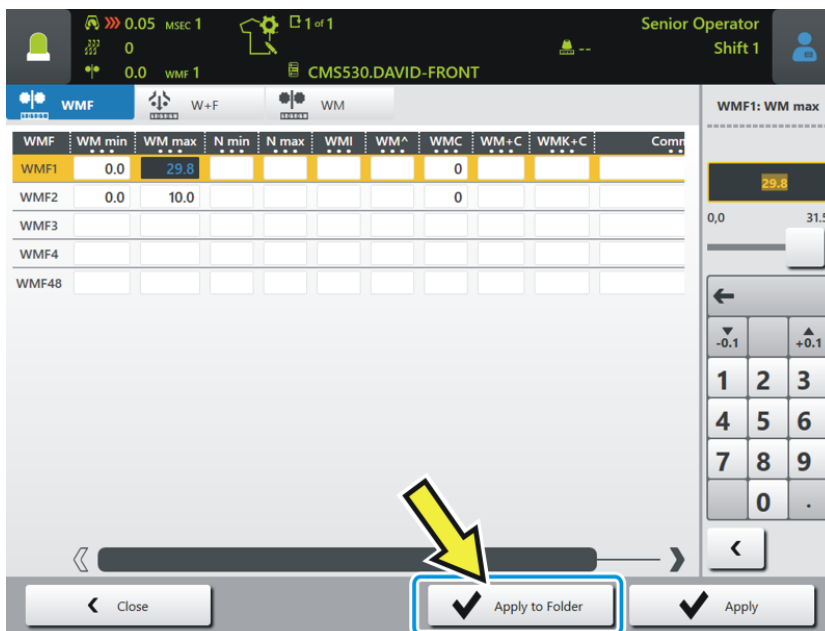 0.05 MSEC 1
1 of 1
Senior Operator
0
--
Shift 1
0.0 WMF 1
CMS530.DAVID-FRONT
WMF
W+F
WM
WMF1: WM max
WMF WM min WM max N min N max WMI WM^ WMC WM+C WMK+C Comm
WMF1 0.0 29.8 0
WMF2 0.0 10.0 0
WMF3
WMF4
WMF48
29.8
0,0 31.5
-0.1 +0.1
1 2 3
4 5 6
7 8 9
0 .
Close
Apply to Folder
Apply